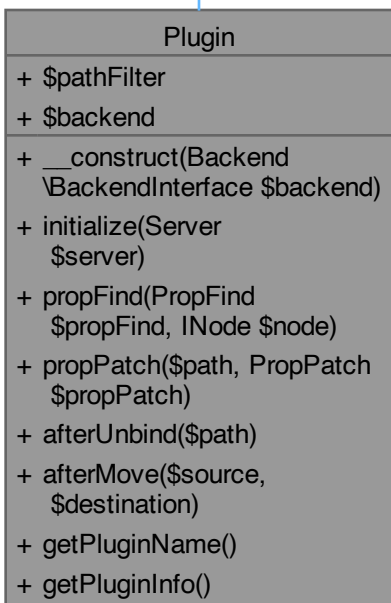 Plugin
+ $pathFilter
+ $backend
+ __construct(Backend
\BackendInterface $backend)
+ initialize(Server
$server)
+ propFind(PropFind
$propFind, INode $node)
+ propPatch($path, PropPatch
$propPatch)
+ afterUnbind($path)
+ afterMove($source,
$destination)
+ getPluginName()
+ getPluginInfo()